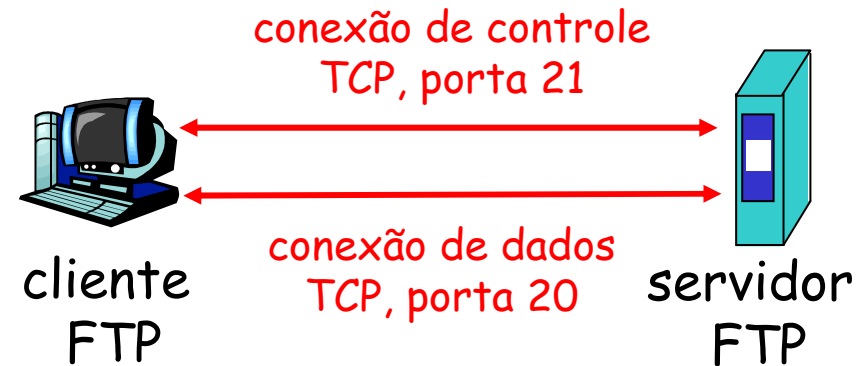 conexão de controle
TCP, porta 21
conexão de dados
TCP, porta 20
cliente
FTP
servidor
FTP